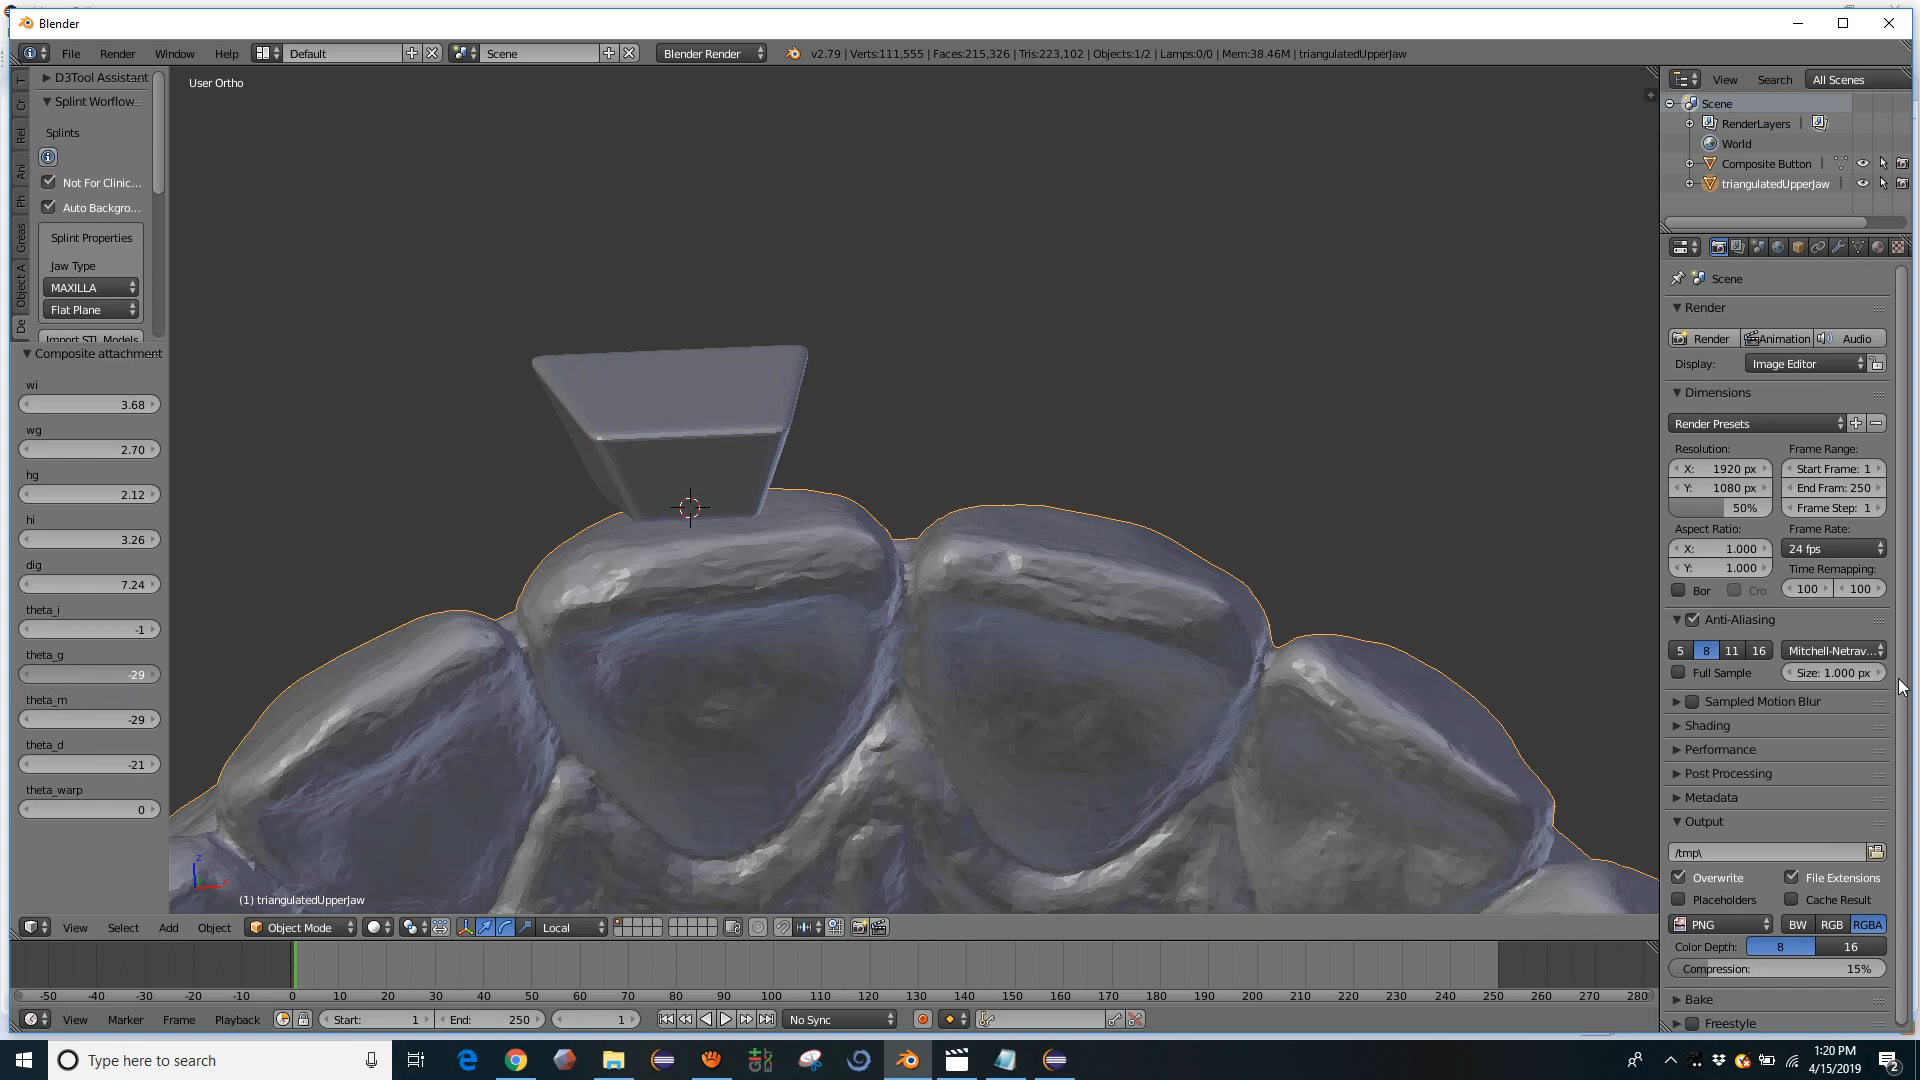 Blender
File Render Window Help Default Scene Blender Render v2.79 | Verts:111,555 | Faces:215,326 | Tris:223,102 | Objects:1/2 | Lamps:0/0 | Mem:38.46M | triangulatedUpperJaw
T
Cr
Rel
Ani
Ph
Greas
Object A
De
D3Tool Assistant
Splint Worflow
Splints
Not For Clinic...
Auto Backgro...
Splint Properties
Jaw Type
MAXILLA
Flat Plane
Import STL Models
Composite attachment
wi
3.68
wg
2.70
hg
2.12
hi
3.26
dig
7.24
theta_i
-1
theta_g
-29
theta_m
-29
theta_d
-21
theta_warp
0
User Ortho
z
x
(1) triangulatedUpperJaw
View Select Add Object Object Mode Local
View Search All Scenes
Scene
RenderLayers |
World
Composite Button |
triangulatedUpperJaw |
Scene
Render
Render Animation Audio
Display: Image Editor
Dimensions
Render Presets
Resolution: Frame Range:
X: 1920 px Start Frame: 1
Y: 1080 px End Fram: 250
50% Frame Step: 1
Aspect Ratio: Frame Rate:
X: 1.000 24 fps
Y: 1.000 Time Remapping:
Bor Cro 100 100
Anti-Aliasing
5 8 11 16 Mitchell-Netrav...
Full Sample Size: 1.000 px
Sampled Motion Blur
Shading
Performance
Post Processing
Metadata
Output
/tmp\
Overwrite File Extensions
Placeholders Cache Result
PNG BW RGB RGBA
Color Depth: 8 16
Compression: 15%
Bake
Freestyle
-50 -40 -30 -20 -10 0 10 20 30 40 50 60 70 80 90 100 110 120 130 140 150 160 170 180 190 200 210 220 230 240 250 260 270 280
View Marker Frame Playback Start: 1 End: 250 1 No Sync
Type here to search
1:20 PM
4/15/2019
2